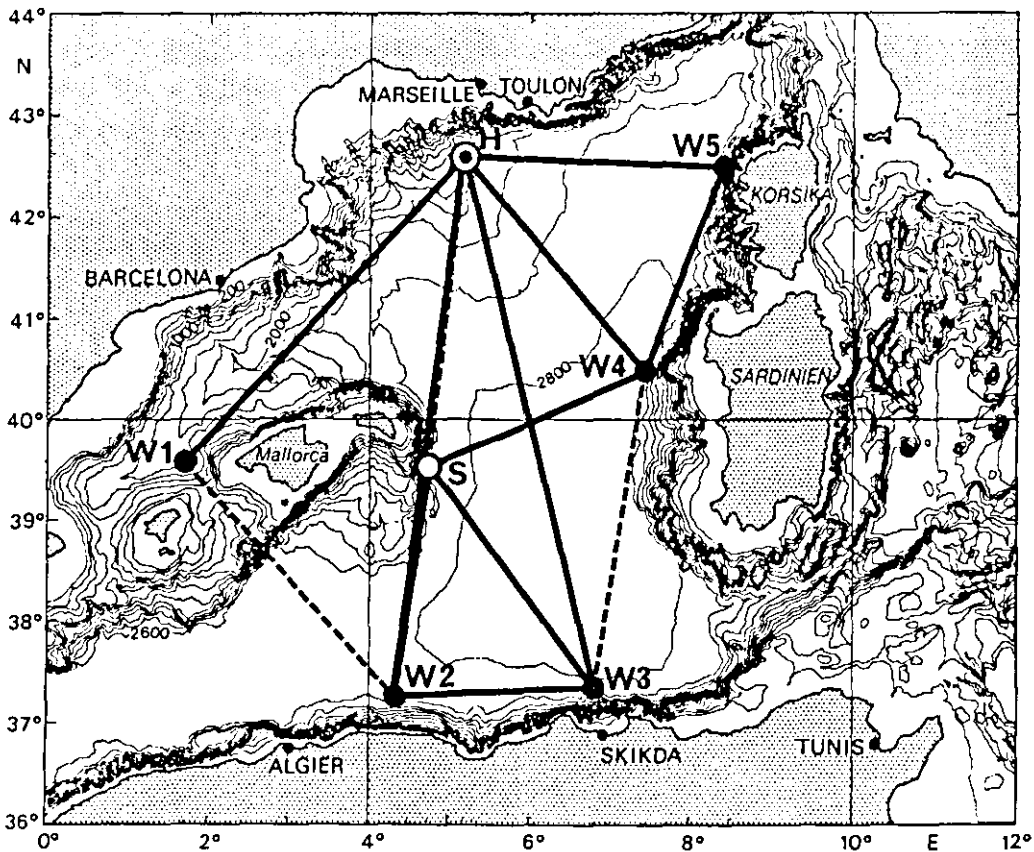 44°
N
MARSEILLE
TOULON
43°
H
W5
KORSIKA
42°
BARCELONA
2000
41°
W4
2800
SARDINIEN
40°
W1
Mallorca
S
39°
38°
2600
W2
W3
37°
ALGIER
SKIKDA
TUNIS
36°
0°
2°
4°
6°
8°
10°
E
12°